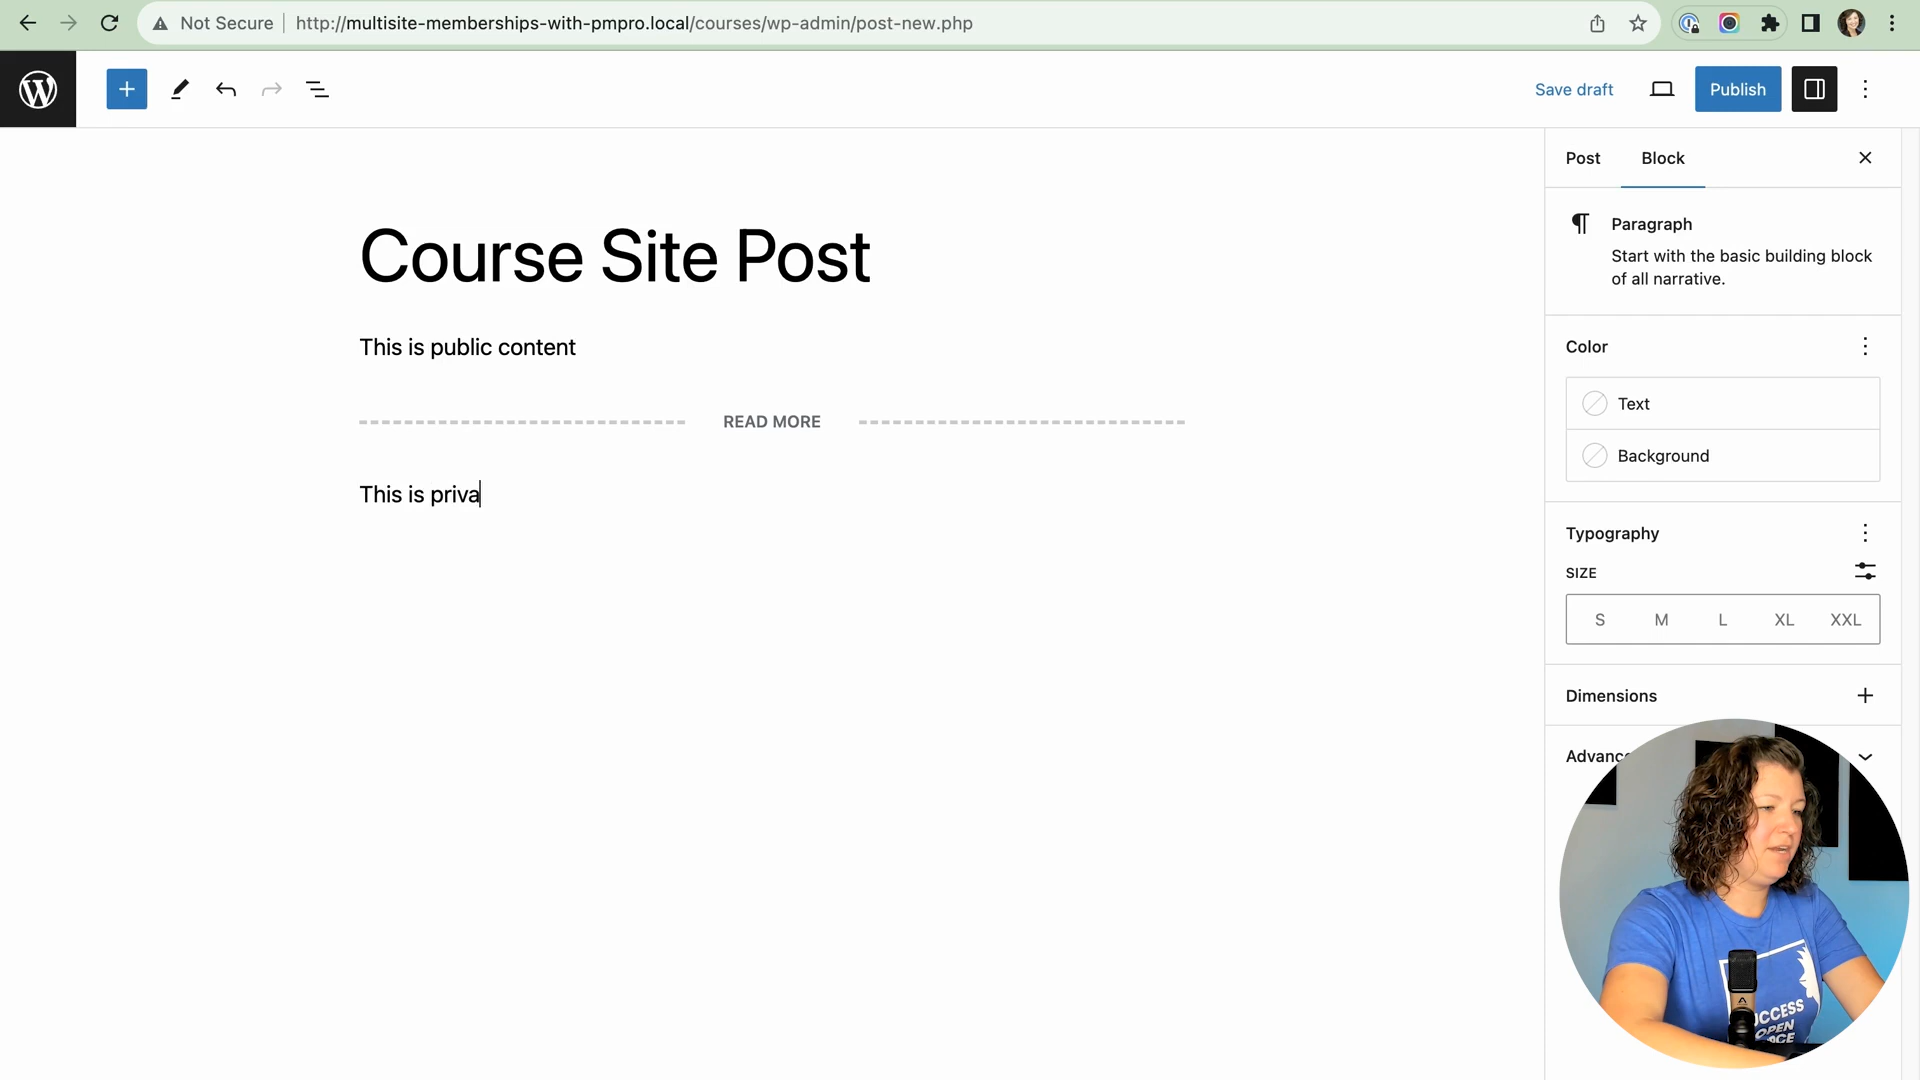 Not Secure
http://multisite-memberships-with-pmpro.local/courses/wp-admin/post-new.php
Save draft
Publish
Post
Block
Paragraph
Start with the basic building block
of all narrative.
Course Site Post
This is public content
READ MORE
This is priva
Color
Text
Background
Typography
SIZE
S M L XL XXL
Dimensions
OPEN